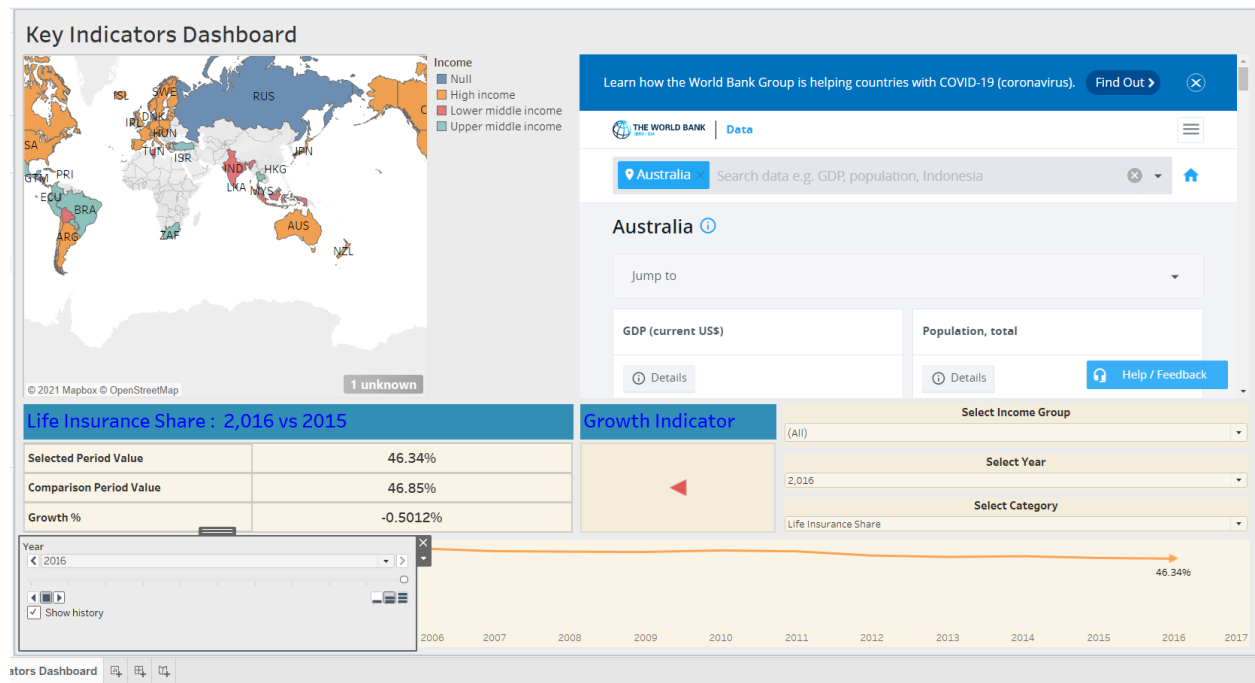 Key Indicators Dashboard
ISL
SWE
RUS
DNK
IRL
HUN
SA
TUN
ISR
JPN
IND
HKG
GTM
PRI
LKA
MYS
ECU
BRA
AUS
ARG
ZAF
NZL
C
© 2021 Mapbox © OpenStreetMap
1 unknown
Income
Null
High income
Lower middle income
Upper middle income
Learn how the World Bank Group is helping countries with COVID-19 (coronavirus).
Find Out
THE WORLD BANK
IBRD · IDA
Data
Australia
Search data e.g. GDP, population, Indonesia
Australia
Jump to
GDP (current US$)
Population, total
Details
Details
Help / Feedback
Life Insurance Share : 2,016 vs 2015
Selected Period Value 46.34%
Comparison Period Value 46.85%
Growth % -0.5012%
Growth Indicator
Select Income Group
(All)
Select Year
2,016
Select Category
Life Insurance Share
Year
2016
Show history
46.34%
2006 2007 2008 2009 2010 2011 2012 2013 2014 2015 2016 2017
ators Dashboard